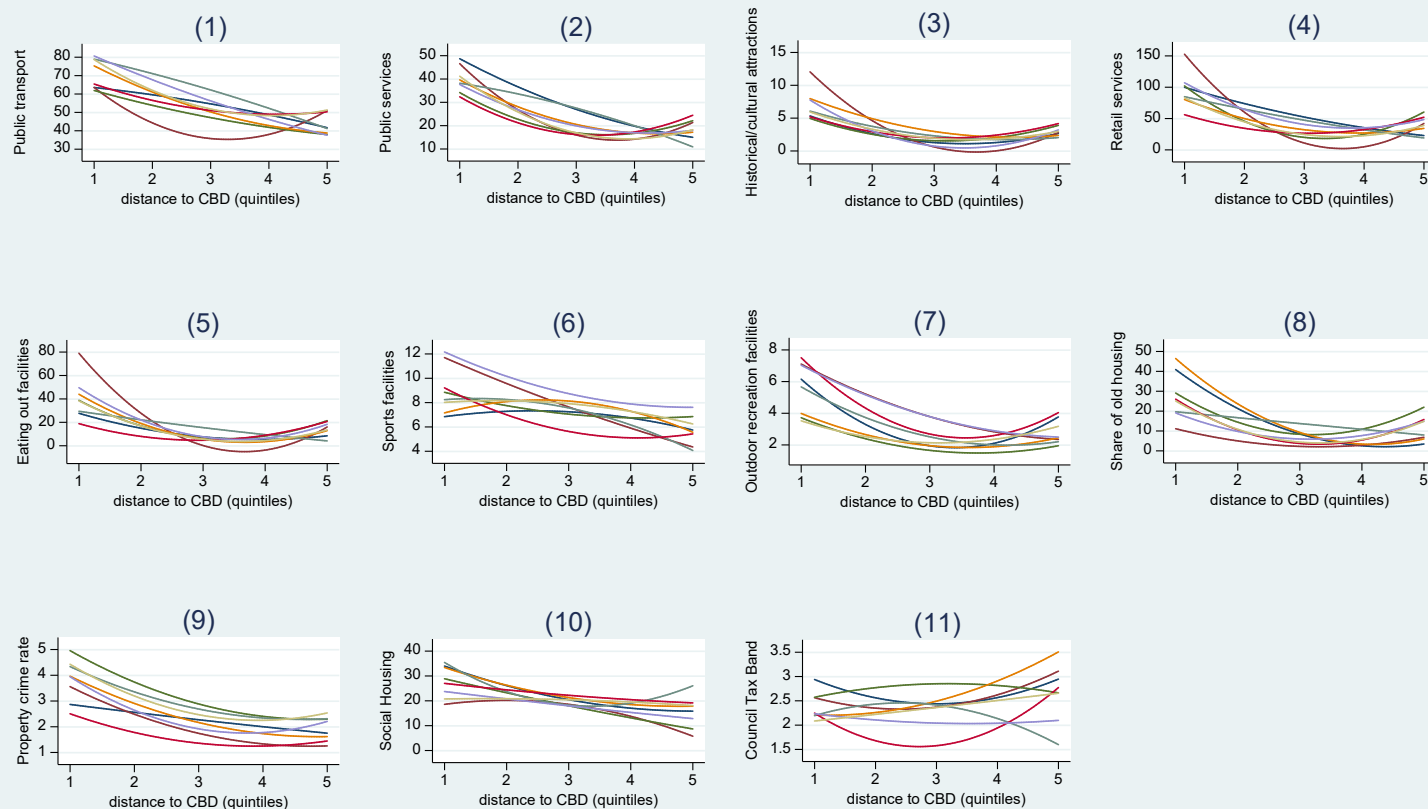 (1)
Public transport
80
70
60
50
40
30
1 2 3 4 5
distance to CBD (quintiles)
(2)
Public services
50
40
30
20
10
1 2 3 4 5
distance to CBD (quintiles)
(3)
Historical/cultural attractions
15
10
5
0
1 2 3 4 5
distance to CBD (quintiles)
(4)
Retail services
150
100
50
0
1 2 3 4 5
distance to CBD (quintiles)
(5)
Eating out facilities
80
60
40
20
0
1 2 3 4 5
distance to CBD (quintiles)
(6)
Sports facilities
12
10
8
6
4
1 2 3 4 5
distance to CBD (quintiles)
(7)
Outdoor recreation facilities
8
6
4
2
1 2 3 4 5
distance to CBD (quintiles)
(8)
Share of old housing
50
40
30
20
10
0
1 2 3 4 5
distance to CBD (quintiles)
(9)
Property crime rate
5
4
3
2
1
1 2 3 4 5
distance to CBD (quintiles)
(10)
Social Housing
40
30
20
10
0
1 2 3 4 5
distance to CBD (quintiles)
(11)
Council Tax Band
3.5
3
2.5
2
1.5
1 2 3 4 5
distance to CBD (quintiles)